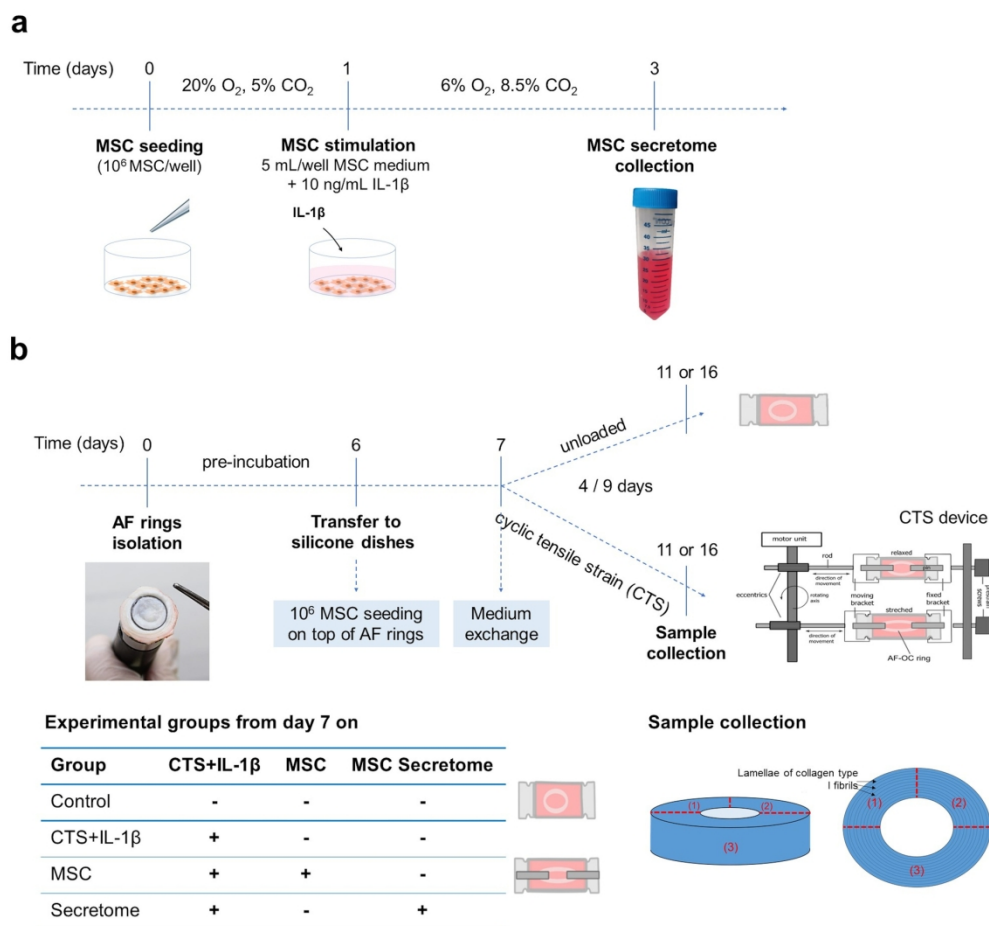 a
Time (days) 0 1 3
20% O2, 5% CO2 6% O2, 8.5% CO2
MSC seeding
(10^6 MSC/well)
MSC stimulation
5 mL/well MSC medium
+ 10 ng/mL IL-1β
IL-1β
MSC secretome
collection
b
Time (days) 0 6 7
pre-incubation
AF rings
isolation
Transfer to
silicone dishes
10^6 MSC seeding
on top of AF rings
Medium
exchange
unloaded
11 or 16
4 / 9 days
cyclic tensile strain (CTS)
11 or 16
Sample
collection
CTS device
motor unit
rod
relaxed
direction of
movement
eccentrics
rotating
axis
moving
bracket
fixed
bracket
screws
streched
direction of
movement
AF-OC ring
Experimental groups from day 7 on
Group CTS+IL-1β MSC MSC Secretome
Control - - -
CTS+IL-1β + - -
MSC + + -
Secretome + - +
Sample collection
Lamellae of collagen type
I fibrils
(1) (2)
(3)
(1) (2)
(3)